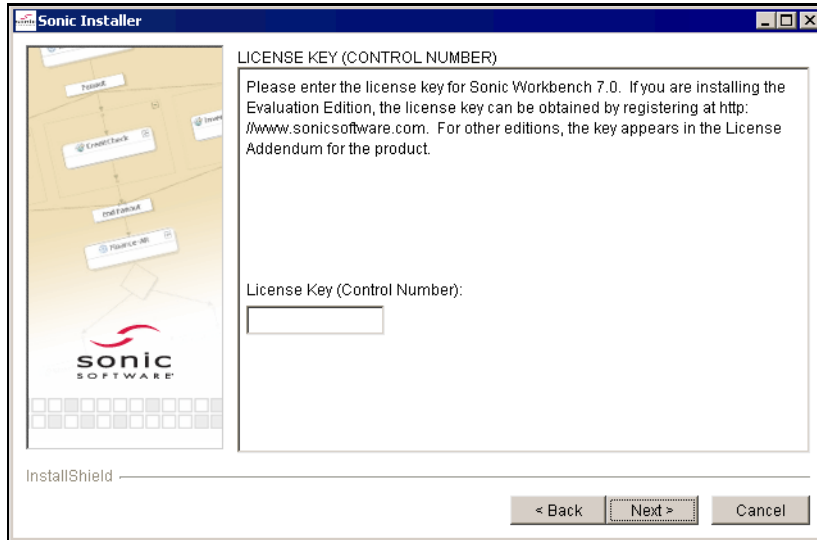 Sonic Installer
LICENSE KEY (CONTROL NUMBER)
Please enter the license key for Sonic Workbench 7.0.  If you are installing the
Evaluation Edition, the license key can be obtained by registering at http:
//www.sonicsoftware.com.  For other editions, the key appears in the License
Addendum for the product.
License Key (Control Number):
Fanout
CreditCheck
End Fanout
Finance-AR
sonic
SOFTWARE
InstallShield
< Back
Next >
Cancel